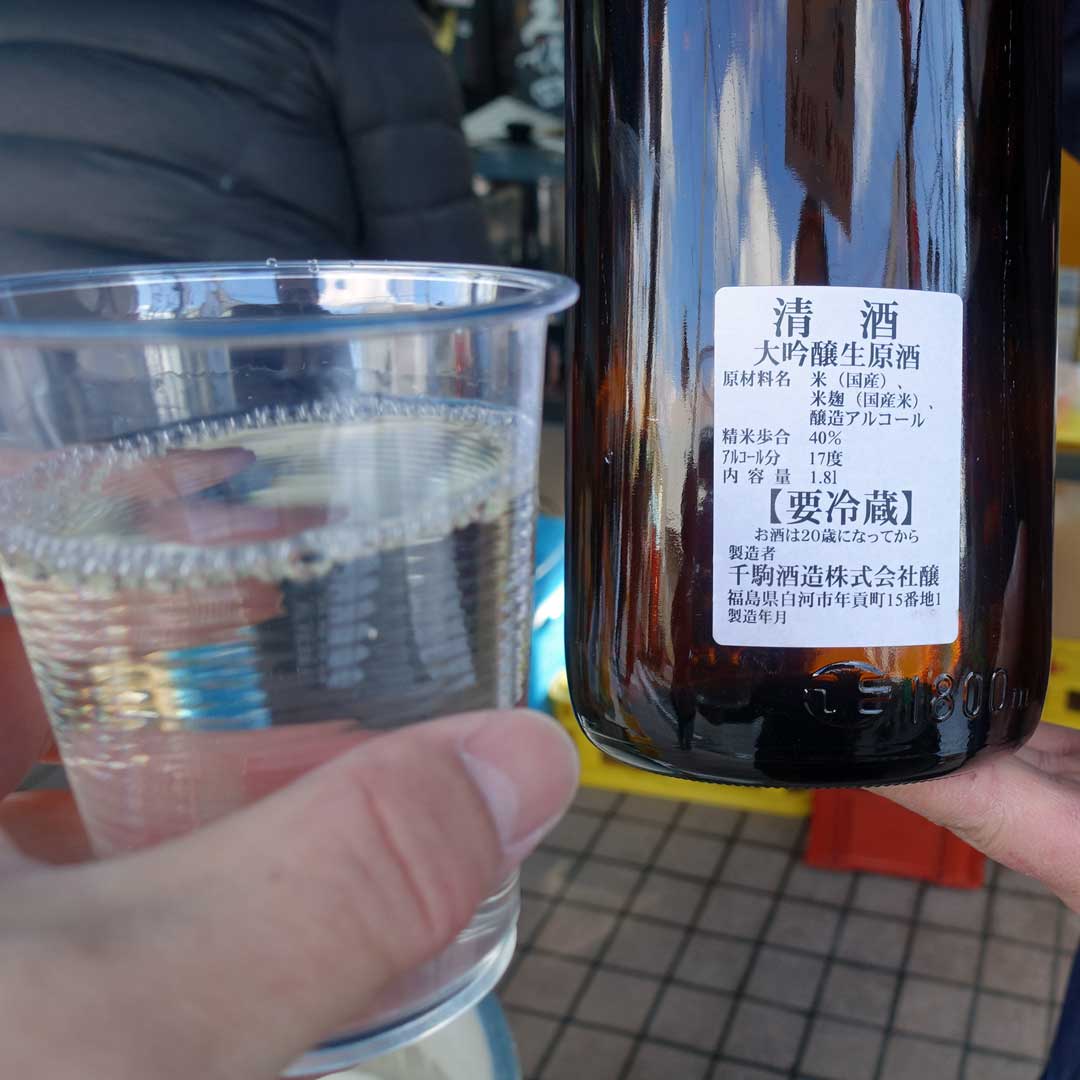 清 酒
大吟醸生原酒
原材料名 米（国産）、
米麹（国産米）、
醸造アルコール
精米歩合 40%
ｱﾙｺｰﾙ分 17度
内 容 量 1.8l
【要冷蔵】
お酒は20歳になってから
製造者
千駒酒造株式会社醸
福島県白河市年貢町15番地1
製造年月
正 1800 m